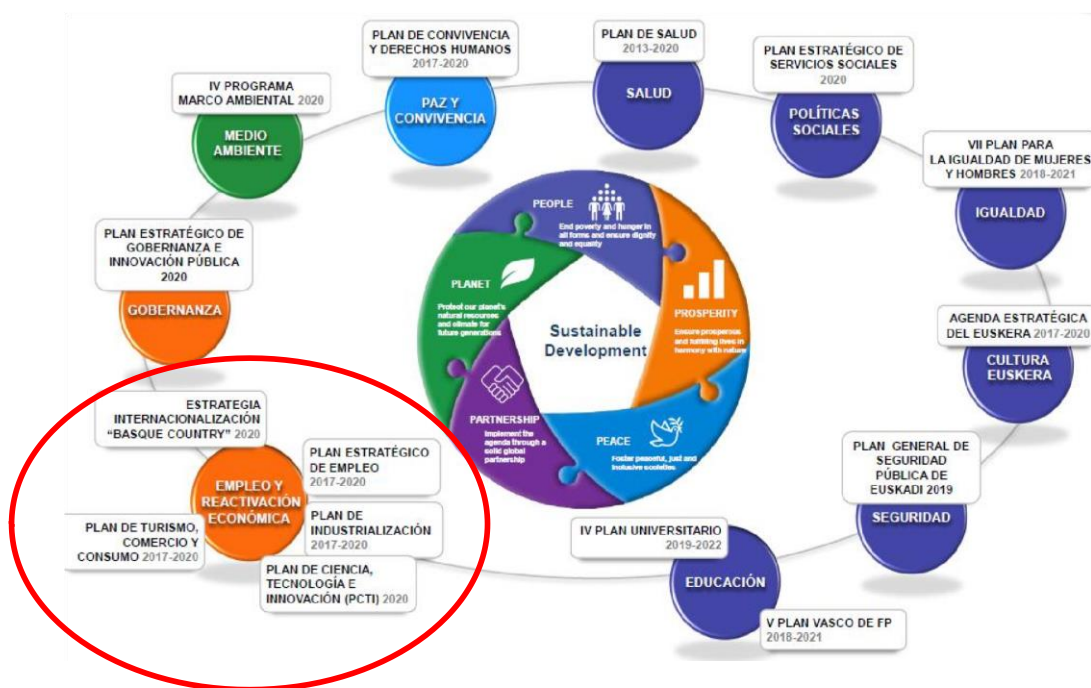 PLAN DE CONVIVENCIA
Y DERECHOS HUMANOS
2017-2020
PAZ Y
CONVIVENCIA
PLAN DE SALUD
2013-2020
SALUD
PLAN ESTRATÉGICO DE
SERVICIOS SOCIALES
2020
POLÍTICAS
SOCIALES
IV PROGRAMA
MARCO AMBIENTAL 2020
MEDIO
AMBIENTE
VII PLAN PARA
LA IGUALDAD DE MUJERES
Y HOMBRES 2018-2021
IGUALDAD
PLAN ESTRATÉGICO DE
GOBERNANZA E
INNOVACIÓN PÚBLICA
2020
GOBERNANZA
PEOPLE
End poverty and hunger in
all forms and ensure dignity
and equality
PLANET
Protect our planet's
natural resources
and climate for
future generations
PROSPERITY
Ensure prosperous
and fulfilling lives in
harmony with nature
Sustainable
Development
PARTNERSHIP
Implement the
agenda through a
solid global
partnership
PEACE
Foster peaceful, just and
inclusive societies
AGENDA ESTRATÉGICA
DEL EUSKERA 2017-2020
CULTURA
EUSKERA
ESTRATEGIA
INTERNACIONALIZACIÓN
“BASQUE COUNTRY” 2020
PLAN ESTRATÉGICO
DE EMPLEO
2017-2020
EMPLEO Y
REACTIVACIÓN
ECONÓMICA
PLAN DE
INDUSTRIALIZACIÓN
2017-2020
PLAN DE TURISMO,
COMERCIO Y
CONSUMO 2017-2020
PLAN DE CIENCIA,
TECNOLOGÍA E
INNOVACIÓN (PCTI) 2020
PLAN GENERAL DE
SEGURIDAD
PÚBLICA DE
EUSKADI 2019
SEGURIDAD
IV PLAN UNIVERSITARIO
2019-2022
EDUCACIÓN
V PLAN VASCO DE FP
2018-2021